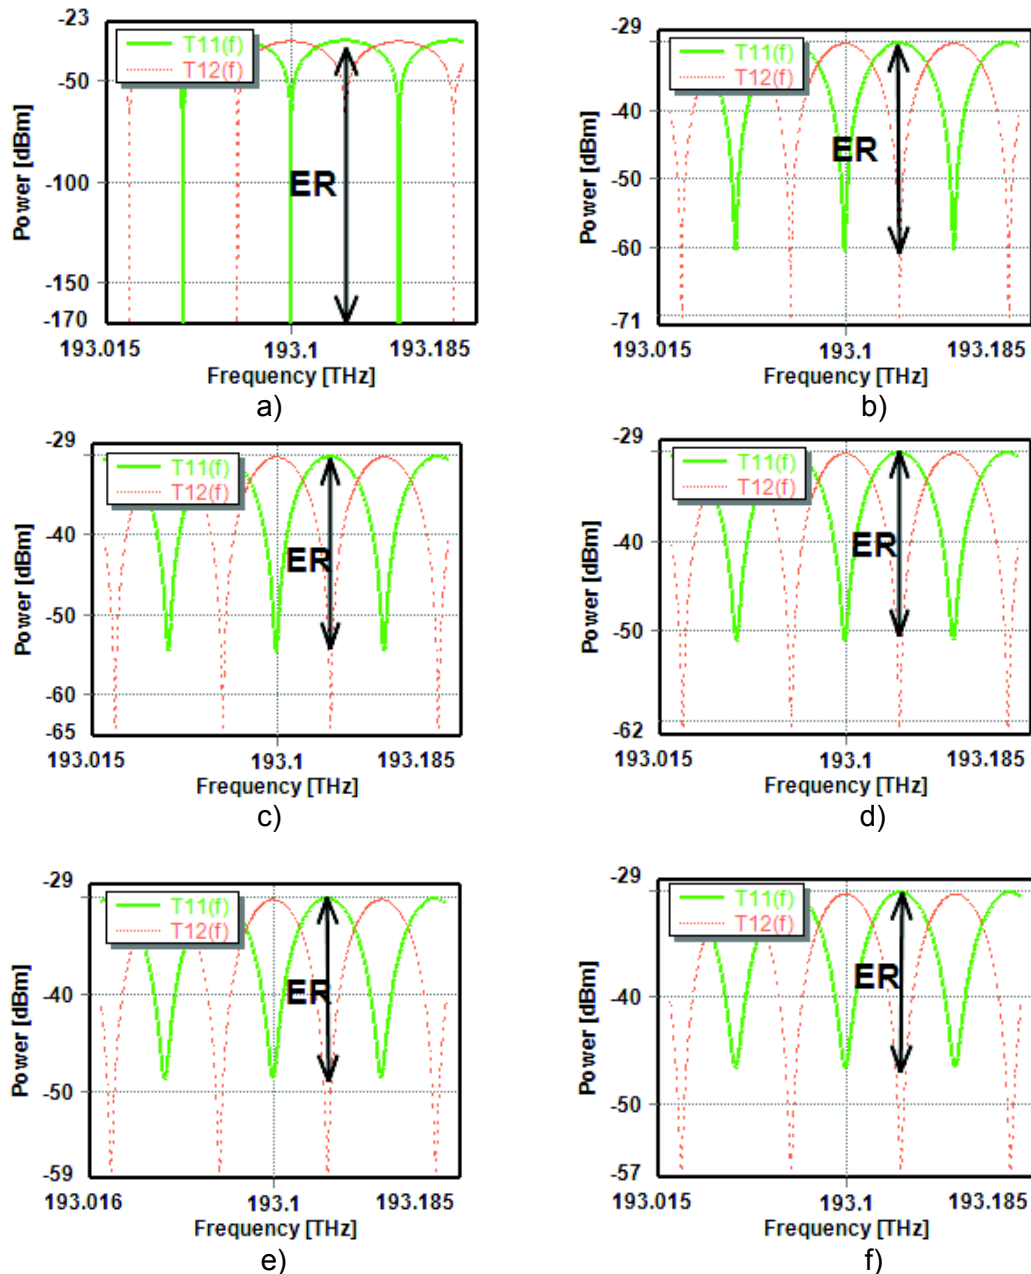 -23
T11(f)
T12(f)
-50
-100
-150
-170
Power [dBm]
ER
193.015
193.1
193.185
Frequency [THz]
a)
-29
T11(f)
T12(f)
-40
-50
-60
-71
Power [dBm]
ER
193.015
193.1
193.185
Frequency [THz]
b)
-29
T11(f)
T12(f)
-40
-50
-60
-65
Power [dBm]
ER
193.015
193.1
193.185
Frequency [THz]
c)
-29
T11(f)
T12(f)
-40
-50
-62
Power [dBm]
ER
193.015
193.1
193.185
Frequency [THz]
d)
-29
T11(f)
T12(f)
-40
-50
-59
Power [dBm]
ER
193.016
193.1
193.185
Frequency [THz]
e)
-29
T11(f)
T12(f)
-40
-50
-57
Power [dBm]
ER
193.015
193.1
193.185
Frequency [THz]
f)